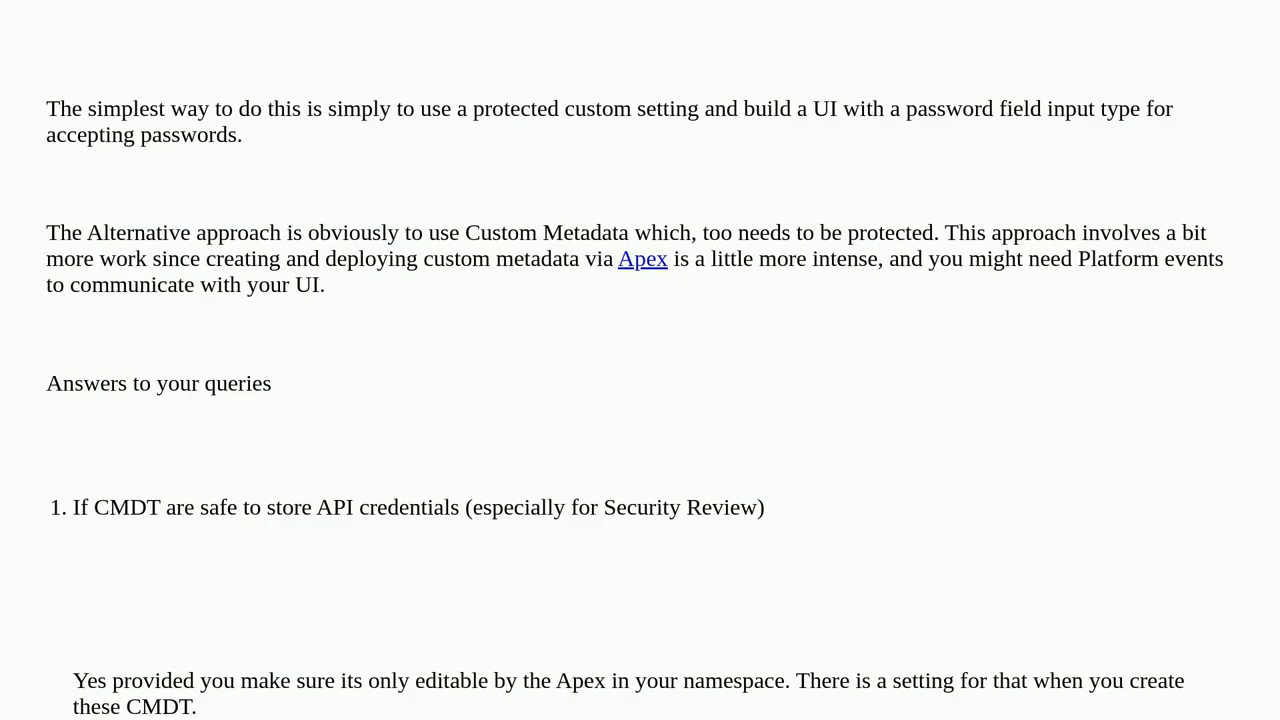 The simplest way to do this is simply to use a protected custom setting and build a UI with a password field input type for
accepting passwords.
The Alternative approach is obviously to use Custom Metadata which, too needs to be protected. This approach involves a bit
more work since creating and deploying custom metadata via Apex is a little more intense, and you might need Platform events
to communicate with your UI.
Answers to your queries
1. If CMDT are safe to store API credentials (especially for Security Review)
Yes provided you make sure its only editable by the Apex in your namespace. There is a setting for that when you create
these CMDT.